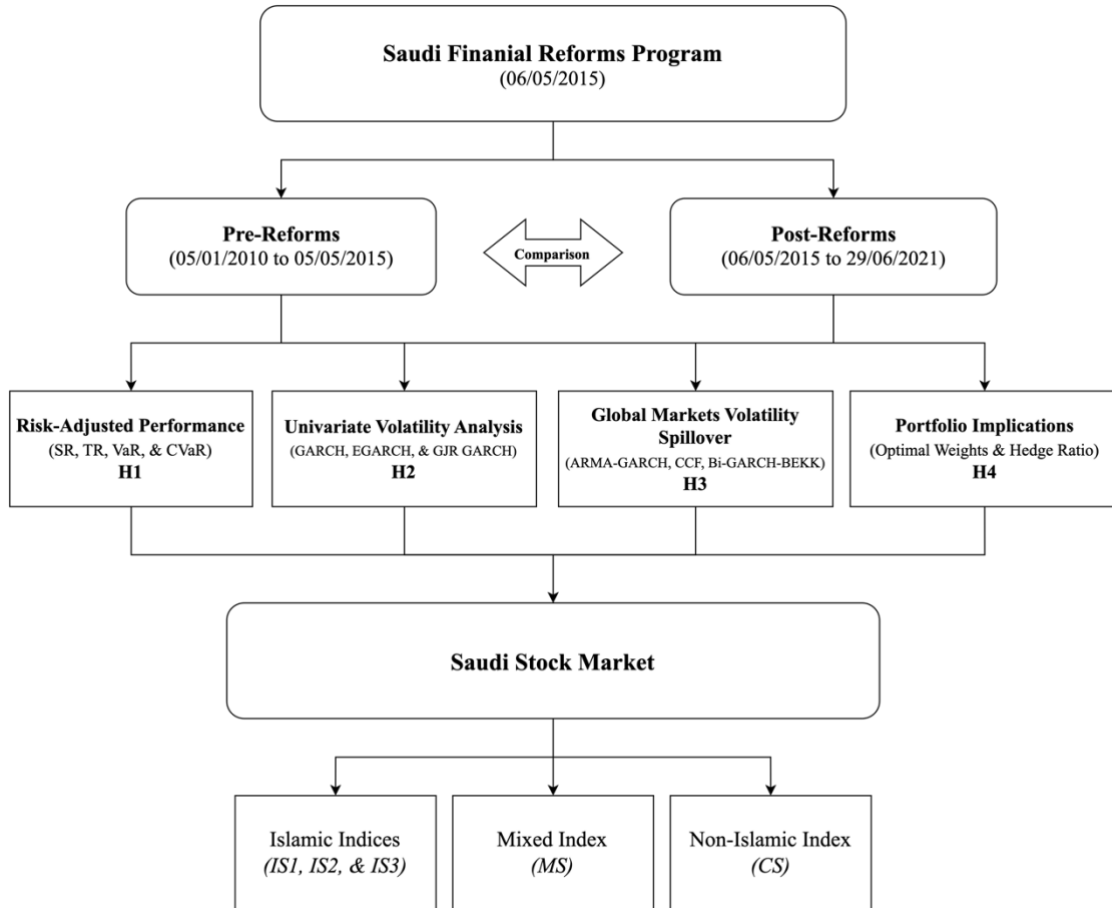 Saudi Finanial Reforms Program
(06/05/2015)
Pre-Reforms
(05/01/2010 to 05/05/2015)
Comparison
Post-Reforms
(06/05/2015 to 29/06/2021)
Risk-Adjusted Performance
(SR, TR, VaR, & CVaR)
H1
Univariate Volatility Analysis
(GARCH, EGARCH, & GJR GARCH)
H2
Global Markets Volatility
Spillover
(ARMA-GARCH, CCF, Bi-GARCH-BEKK)
H3
Portfolio Implications
(Optimal Weights & Hedge Ratio)
H4
Saudi Stock Market
Islamic Indices
(IS1, IS2, & IS3)
Mixed Index
(MS)
Non-Islamic Index
(CS)